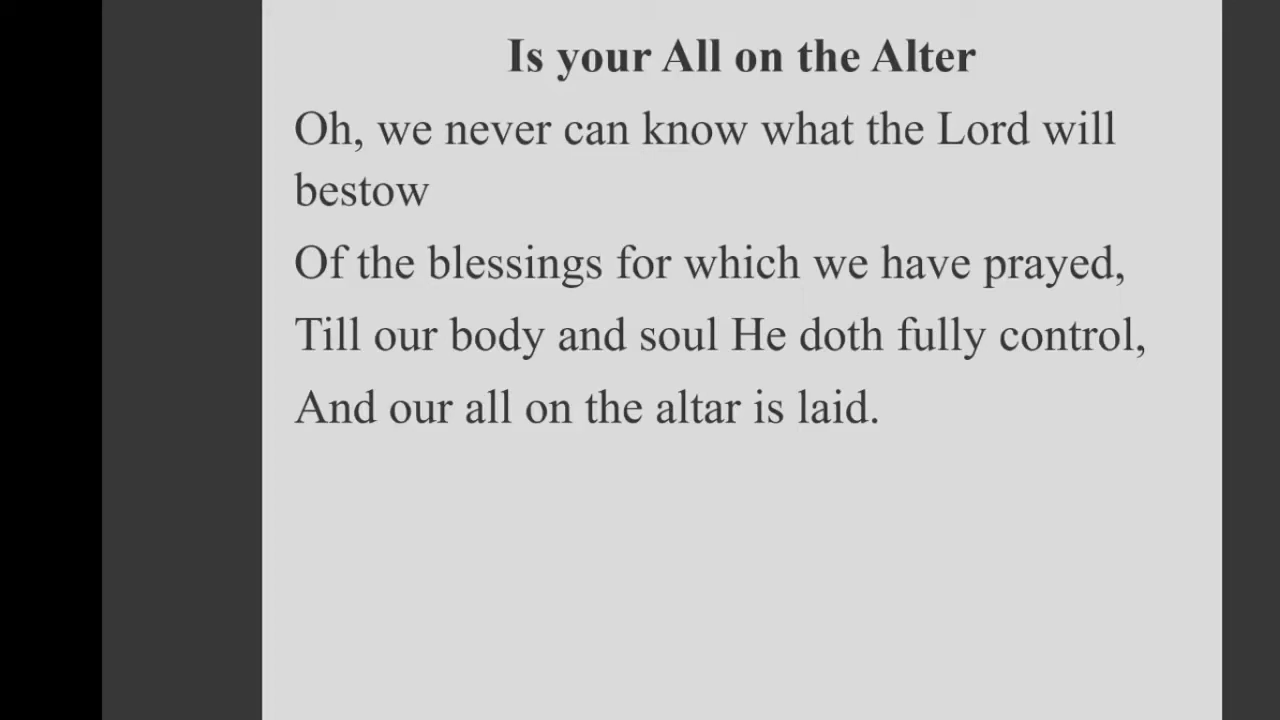 Is your All on the Alter
Oh, we never can know what the Lord will
bestow
Of the blessings for which we have prayed,
Till our body and soul He doth fully control,
And our all on the altar is laid.